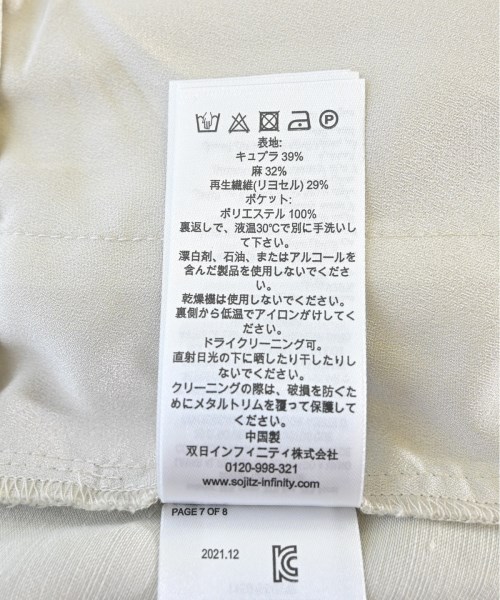 表地:
キュプラ 39%
麻 32%
再生繊維(リヨセル) 29%
ポケット:
ポリエステル 100%
裏返しで、液温30℃で別に手洗いし
て下さい。
漂白剤、石油、またはアルコールを
含んだ製品を使用しないでくださ
い。
乾燥機は使用しないでください。
裏側から低温でアイロンがけしてく
ださい。
ドライクリーニング可。
直射日光の下に晒したり干したりし
ないでください。
クリーニングの際は、破損を防ぐた
めにメタルトリムを覆って保護して
ください。
中国製
双日インフィニティ株式会社
0120-998-321
www.sojitz-infinity.com
PAGE 7 OF 8
2021.12